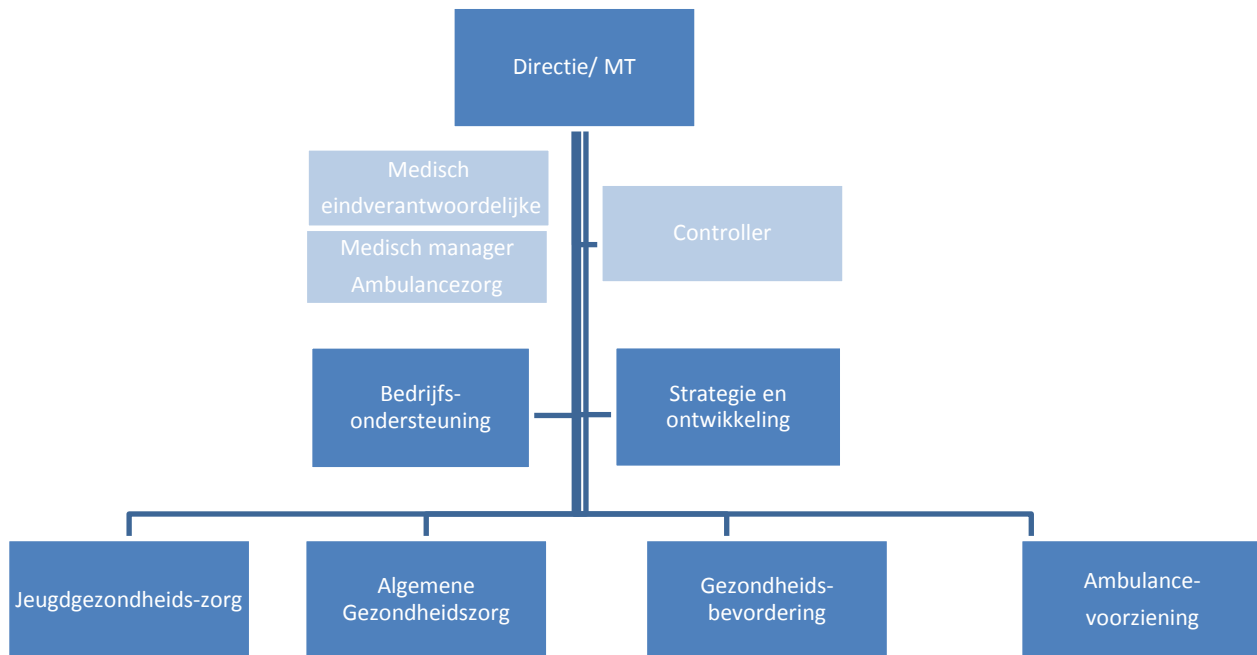 Directie/ MT
Medisch
eindverantwoordelijke
Medisch manager
Ambulancezorg
Controller
Bedrijfs-
ondersteuning
Strategie en
ontwikkeling
Jeugdgezondheids-zorg
Algemene
Gezondheidszorg
Gezondheids-
bevordering
Ambulance-
voorziening